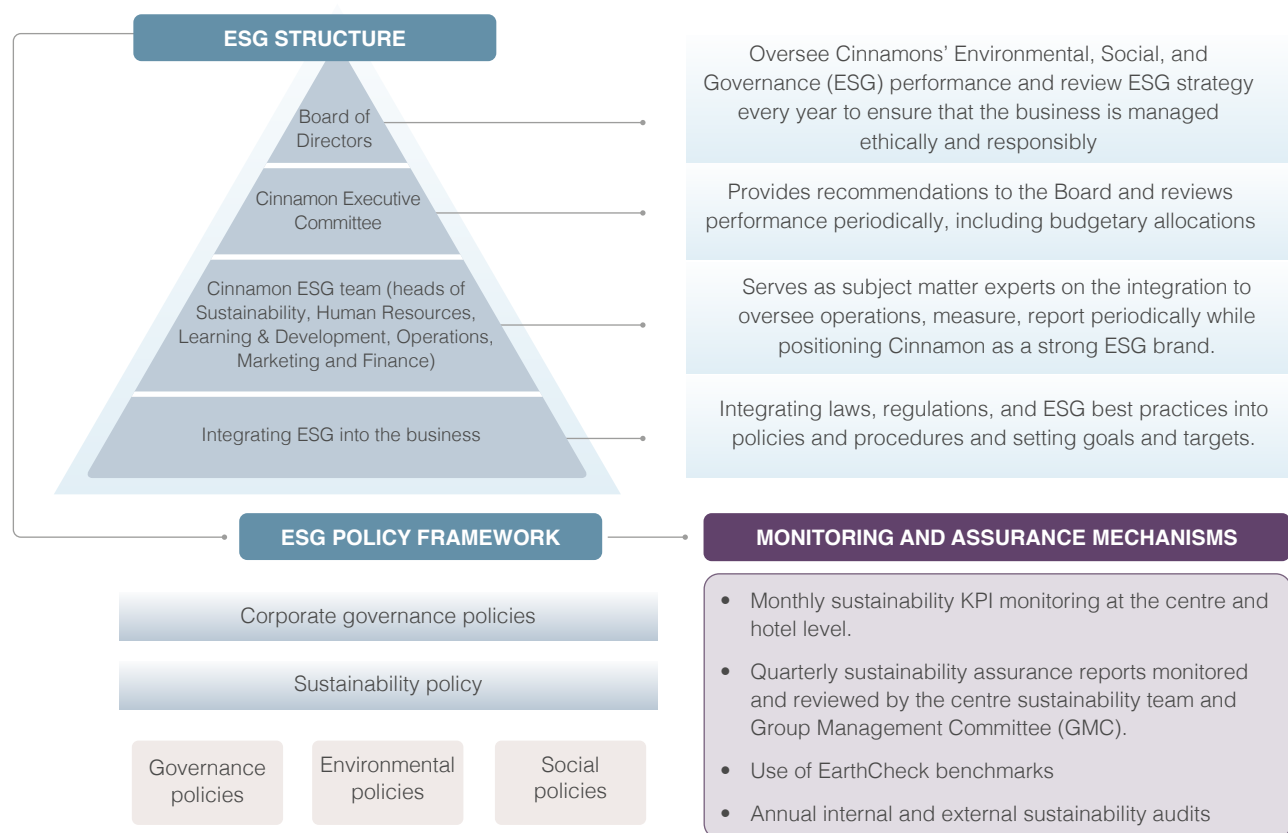 ESG STRUCTURE
Board of
Directors
Oversee Cinnamons’ Environmental, Social, and
Governance (ESG) performance and review ESG strategy
every year to ensure that the business is managed
ethically and responsibly
Cinnamon Executive
Committee
Provides recommendations to the Board and reviews
performance periodically, including budgetary allocations
Cinnamon ESG team (heads of
Sustainability, Human Resources,
Learning & Development, Operations,
Marketing and Finance)
Serves as subject matter experts on the integration to
oversee operations, measure, report periodically while
positioning Cinnamon as a strong ESG brand.
Integrating ESG into the business
Integrating laws, regulations, and ESG best practices into
policies and procedures and setting goals and targets.
ESG POLICY FRAMEWORK
Corporate governance policies
Sustainability policy
Governance
policies
Environmental
policies
Social
policies
MONITORING AND ASSURANCE MECHANISMS
• Monthly sustainability KPI monitoring at the centre and
hotel level.
• Quarterly sustainability assurance reports monitored
and reviewed by the centre sustainability team and
Group Management Committee (GMC).
• Use of EarthCheck benchmarks
• Annual internal and external sustainability audits